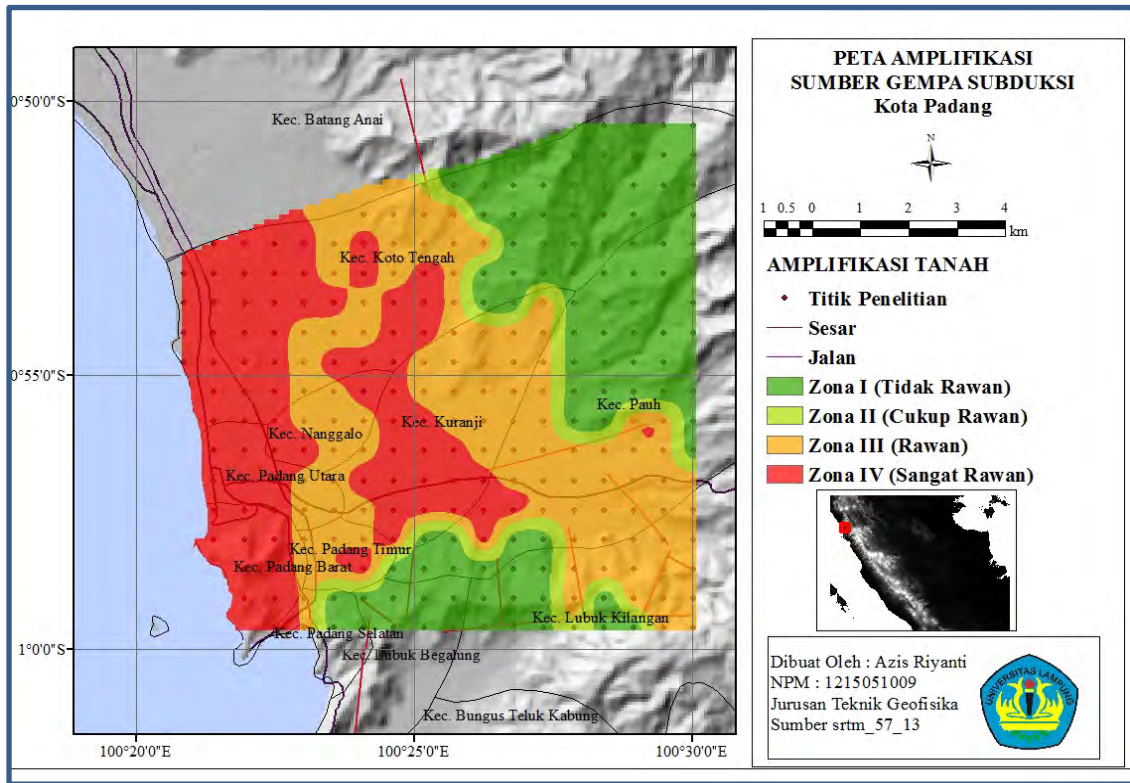 PETA AMPLIFIKASI
SUMBER GEMPA SUBDUKSI
Kota Padang
N
1 0.5 0 1 2 3 4
km
AMPLIFIKASI TANAH
Titik Penelitian
Sesar
Jalan
Zona I (Tidak Rawan)
Zona II (Cukup Rawan)
Zona III (Rawan)
Zona IV (Sangat Rawan)
Dibuat Oleh : Azis Riyanti
NPM : 1215051009
Jurusan Teknik Geofisika
Sumber srtm_57_13
UNIVERSITAS LAMPUNG
0°50'0"S
0°55'0"S
1°0'0"S
100°20'0"E
100°25'0"E
100°30'0"E
Kec. Batang Anai
Kec. Koto Tengah
Kec. Pauh
Kec. Kuranji
Kec. Nanggalo
Kec. Padang Utara
Kec. Padang Timur
Kec. Padang Barat
Kec. Lubuk Kilangan
Kec. Padang Selatan
Kec. Lubuk Begalung
Kec. Bungus Teluk Kabung